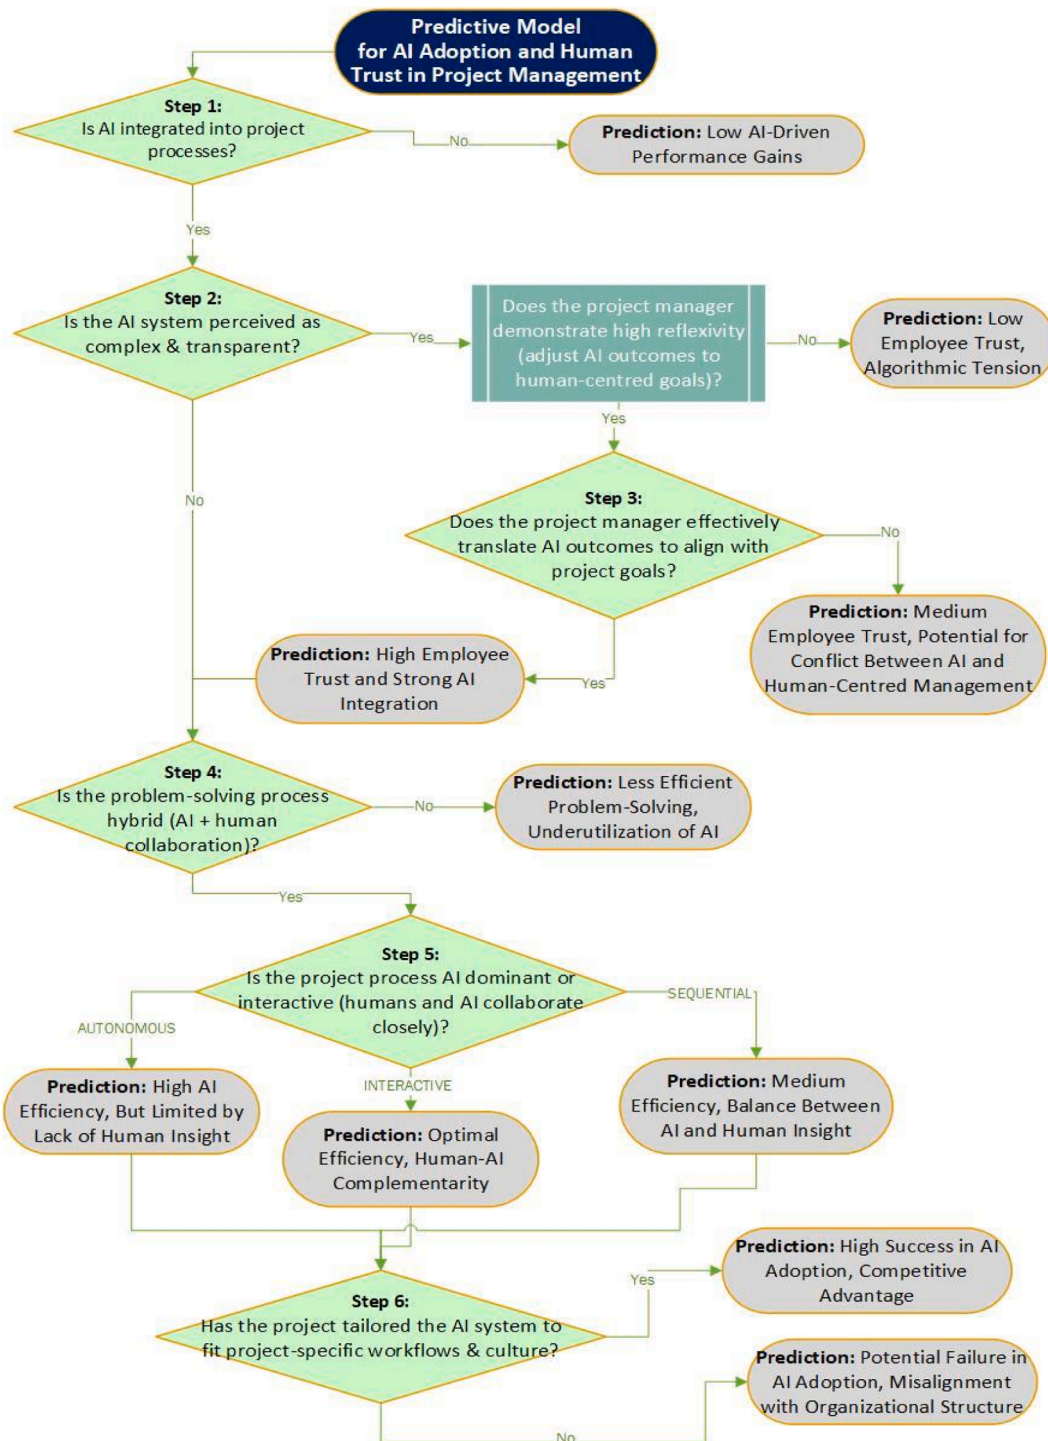 Predictive Model
for AI Adoption and Human
Trust in Project Management
Step 1:
Is AI integrated into project
processes?
No
Prediction: Low AI-Driven
Performance Gains
Yes
Step 2:
Is the AI system perceived as
complex & transparent?
Yes
Does the project manager
demonstrate high reflexivity
(adjust AI outcomes to
human-centred goals)?
No
Prediction: Low
Employee Trust,
Algorithmic Tension
Yes
No
Step 3:
Does the project manager effectively
translate AI outcomes to align with
project goals?
No
Prediction: Medium
Employee Trust, Potential for
Conflict Between AI and
Human-Centred Management
Yes
Prediction: High Employee
Trust and Strong AI
Integration
Step 4:
Is the problem-solving process
hybrid (AI + human
collaboration)?
No
Prediction: Less Efficient
Problem-Solving,
Underutilization of AI
Yes
Step 5:
Is the project process AI dominant or
interactive (humans and AI collaborate
closely)?
AUTONOMOUS
INTERACTIVE
SEQUENTIAL
Prediction: High AI
Efficiency, But Limited by
Lack of Human Insight
Prediction: Optimal
Efficiency, Human-AI
Complementarity
Prediction: Medium
Efficiency, Balance Between
AI and Human Insight
Step 6:
Has the project tailored the AI system to
fit project-specific workflows & culture?
Yes
Prediction: High Success in AI
Adoption, Competitive
Advantage
No
Prediction: Potential Failure in
AI Adoption, Misalignment
with Organizational Structure